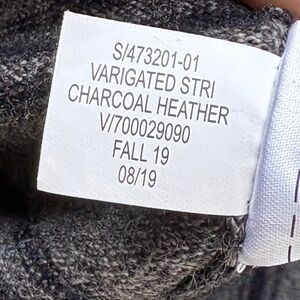 S/473201-01
VARIGATED STRI
CHARCOAL HEATHER
V/700029090
FALL 19
08/19